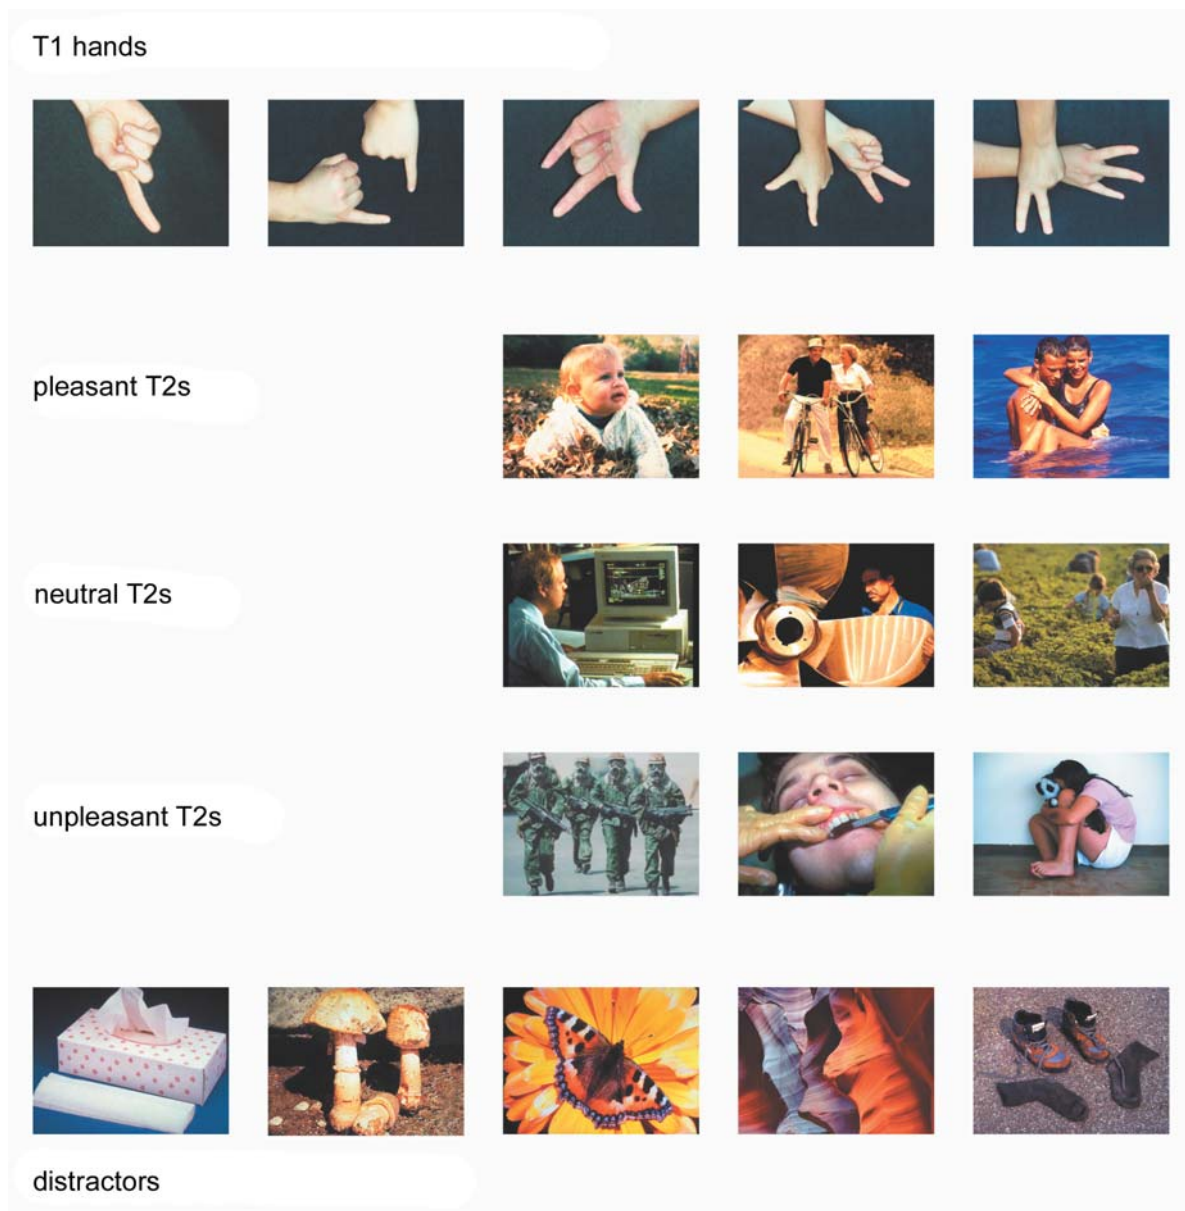 T1 hands
pleasant T2s
neutral T2s
unpleasant T2s
distractors